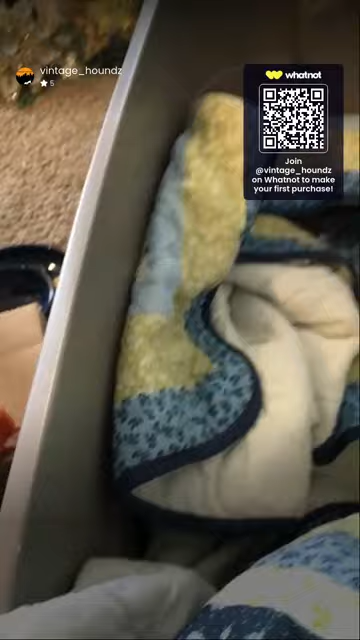 vintage_houndz
★ 5
whatnot
Join
@vintage_houndz
on Whatnot to make
your first purchase!